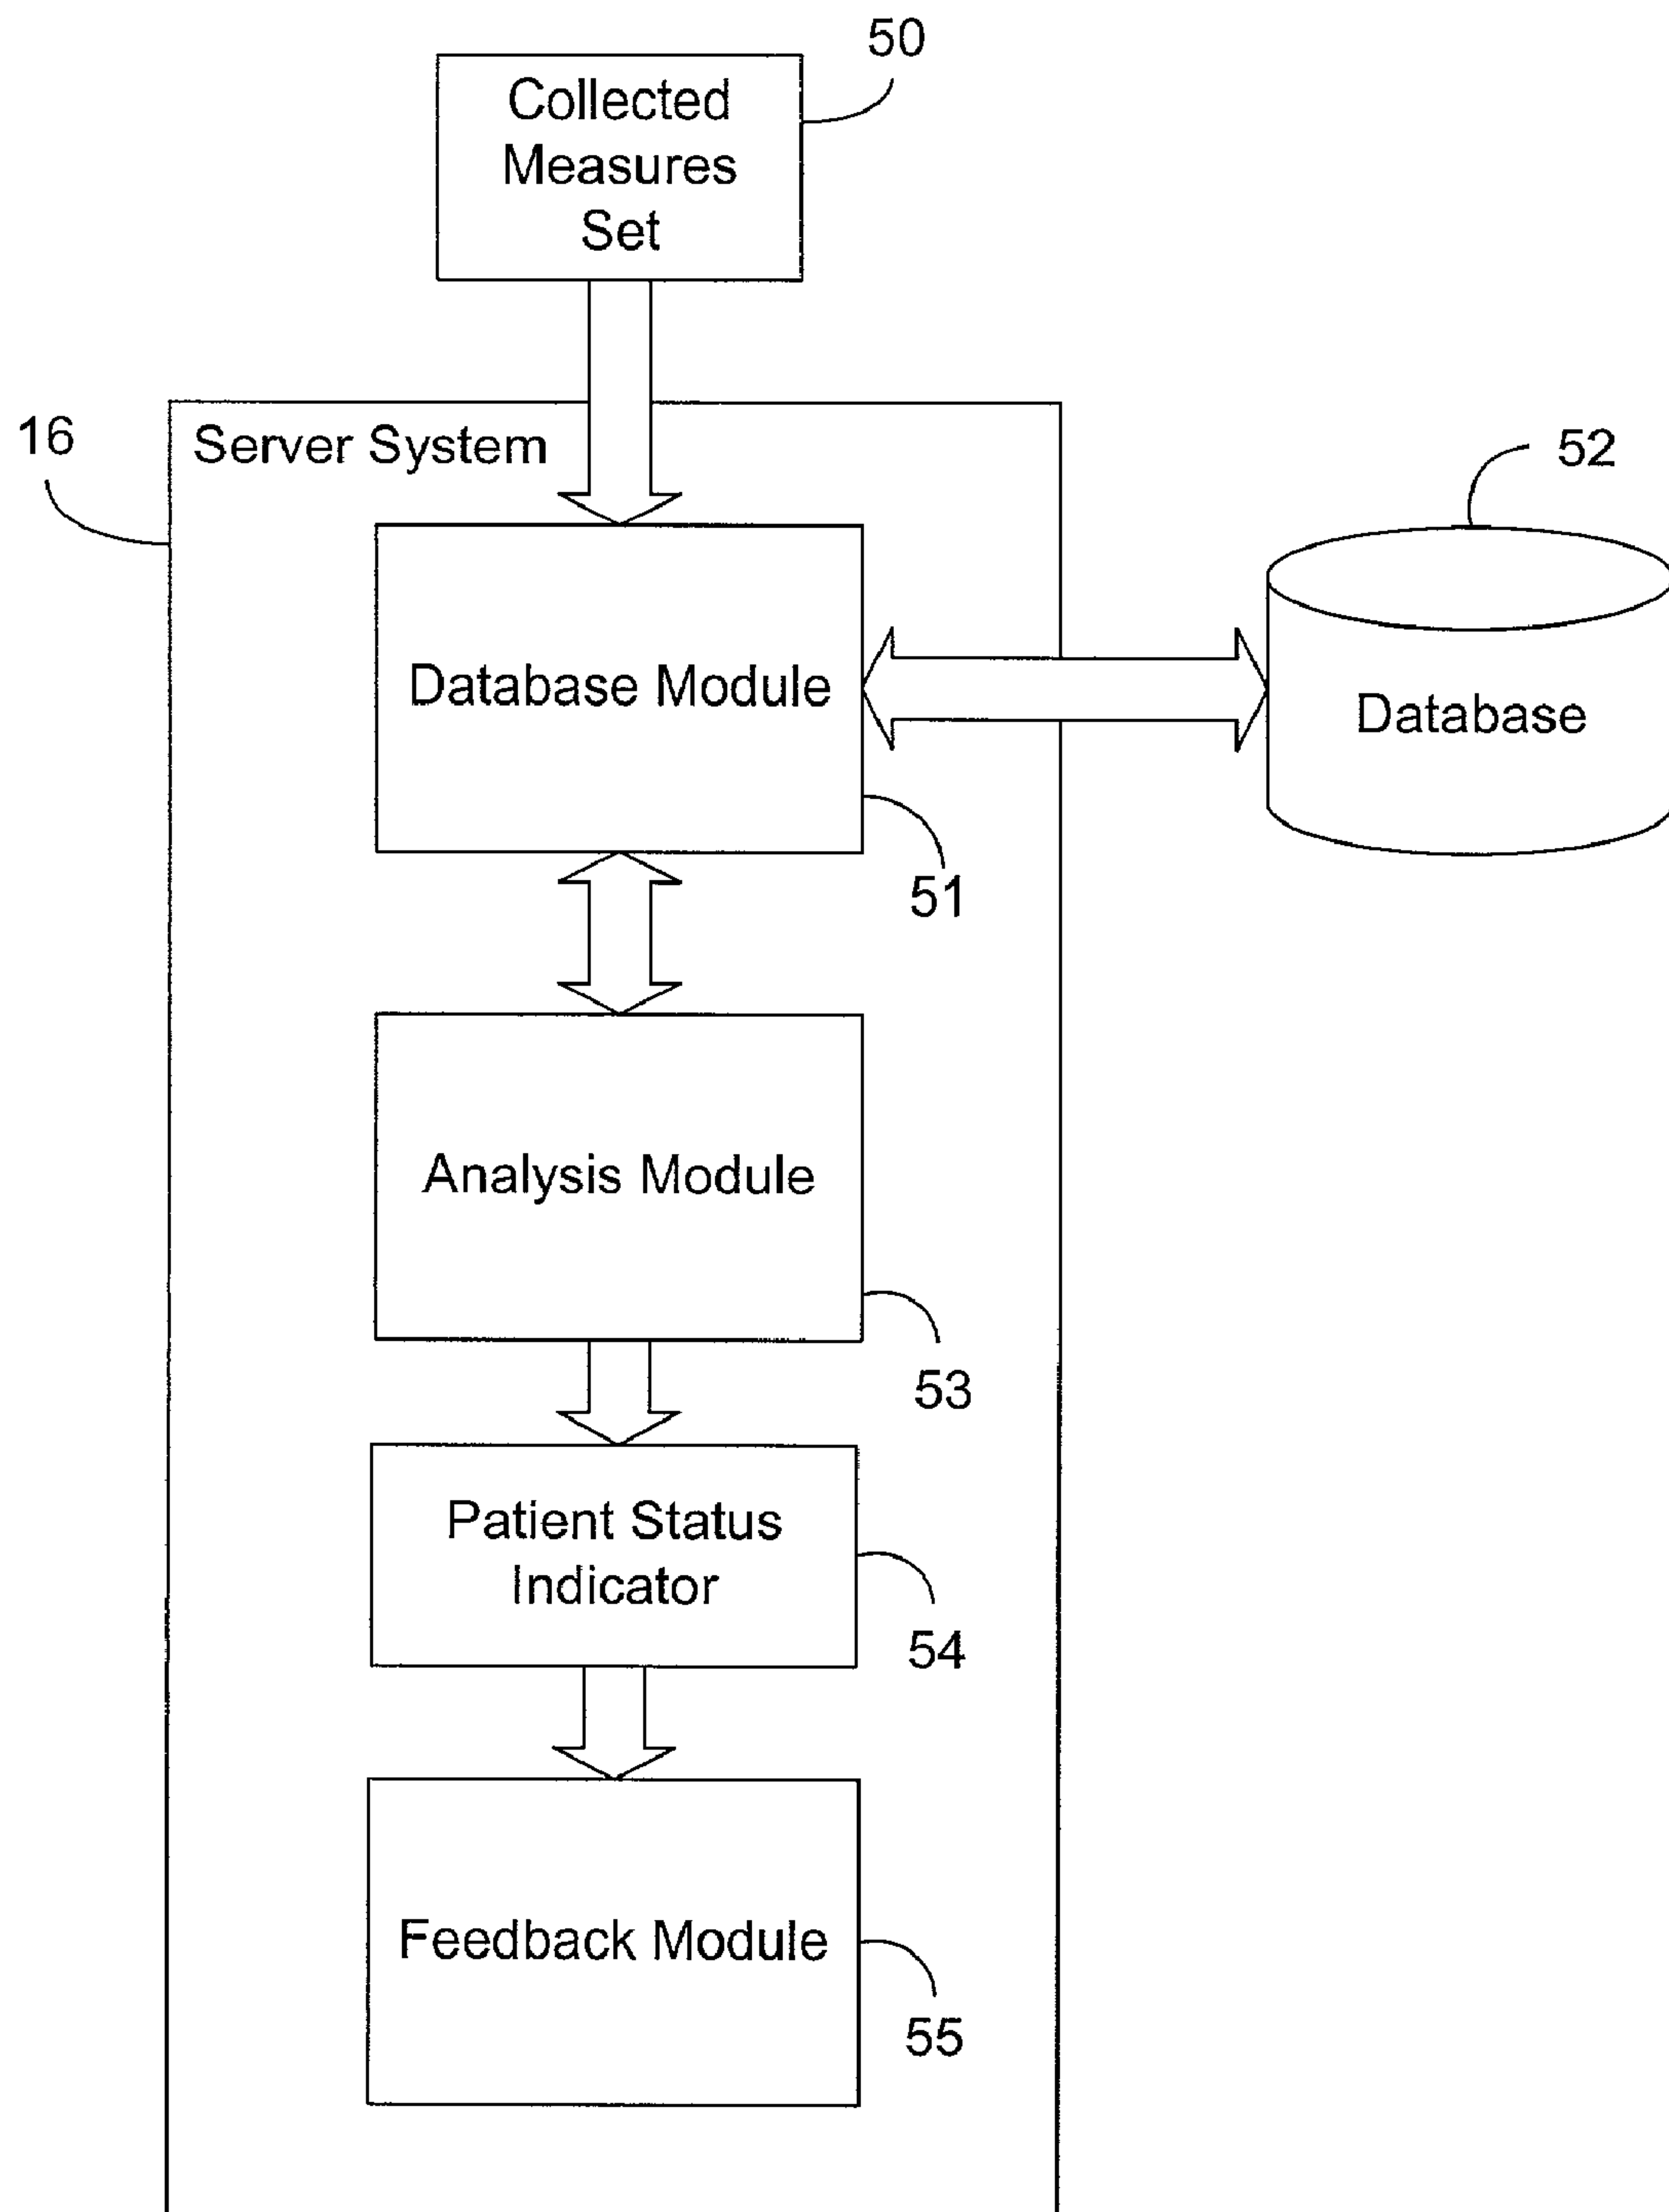 50
Collected
Measures
Set
16
Server System
52
Database Module
Database
51
Analysis Module
53
Patient Status
Indicator
54
Feedback Module
55